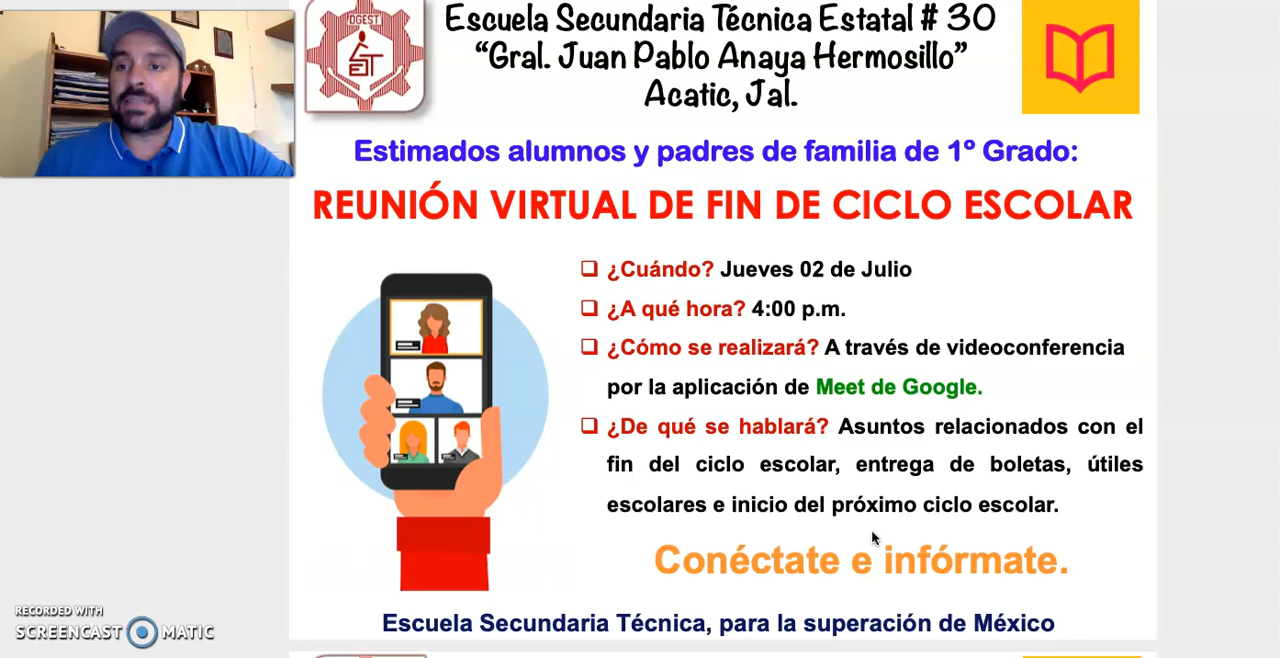 DGEST
Escuela Secundaria Técnica Estatal # 30
“Gral. Juan Pablo Anaya Hermosillo”
Acatic, Jal.
Estimados alumnos y padres de familia de 1° Grado:
REUNIÓN VIRTUAL DE FIN DE CICLO ESCOLAR
¿Cuándo? Jueves 02 de Julio
¿A qué hora? 4:00 p.m.
¿Cómo se realizará? A través de videoconferencia
por la aplicación de Meet de Google.
¿De qué se hablará? Asuntos relacionados con el
fin del ciclo escolar, entrega de boletas, útiles
escolares e inicio del próximo ciclo escolar.
Conéctate e infórmate.
Escuela Secundaria Técnica, para la superación de México
RECORDED WITH
SCREENCAST MATIC